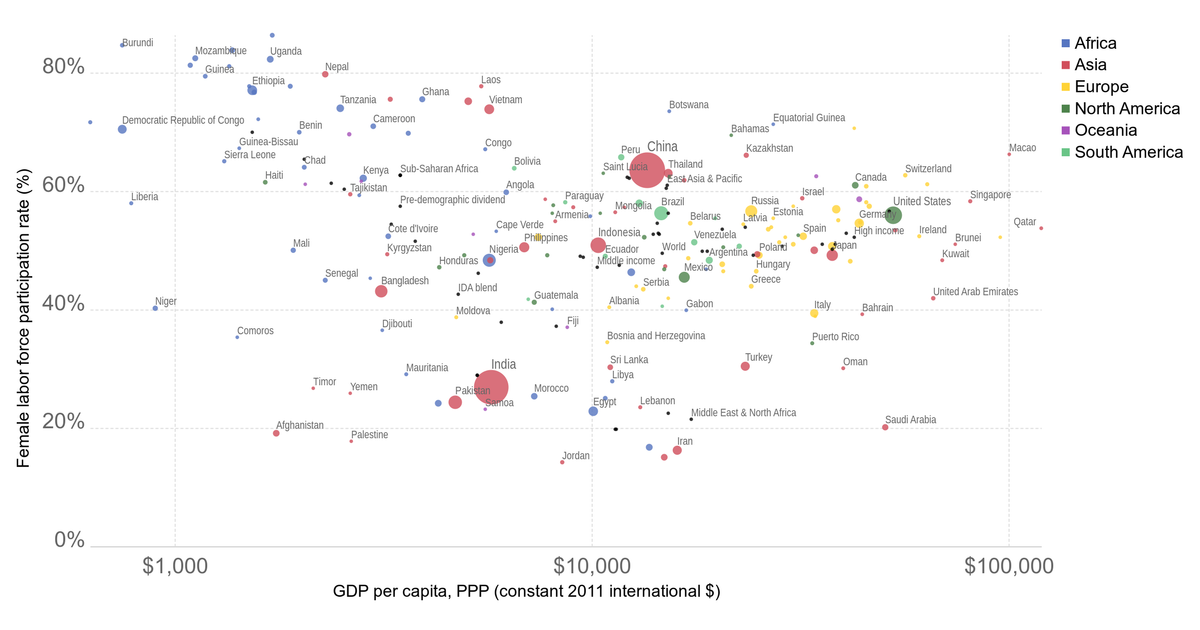 80%
60%
40%
20%
0%
$1,000
$10,000
$100,000
Female labor force participation rate (%)
GDP per capita, PPP (constant 2011 international $)
Africa
Asia
Europe
North America
Oceania
South America
Burundi
Mozambique
Uganda
Guinea
Ethiopia
Nepal
Laos
Tanzania
Ghana
Vietnam
Botswana
Democratic Republic of Congo
Benin
Cameroon
Equatorial Guinea
Bahamas
Guinea-Bissau
Congo
China
Kazakhstan
Macao
Sierra Leone
Chad
Peru
Bolivia
Saint Lucia
Thailand
Haiti
Kenya
Sub-Saharan Africa
East Asia & Pacific
Switzerland
Canada
Tajikistan
Angola
Liberia
Pre-demographic dividend
Paraguay
Mongolia
Brazil
Russia
Israel
Singapore
United States
Armenia
Belarus
Latvia
Estonia
Germany
Qatar
Cote d'Ivoire
Cape Verde
Indonesia
Venezuela
Spain
High income
Ireland
Mali
Kyrgyzstan
Philippines
Ecuador
World
Argentina
Poland
Japan
Brunei
Honduras
Nigeria
Middle income
Mexico
Hungary
Kuwait
Senegal
Bangladesh
IDA blend
Guatemala
Serbia
Greece
United Arab Emirates
Niger
Moldova
Albania
Gabon
Italy
Bahrain
Comoros
Djibouti
Fiji
Bosnia and Herzegovina
Puerto Rico
India
Sri Lanka
Turkey
Oman
Mauritania
Libya
Timor
Yemen
Pakistan
Morocco
Samoa
Egypt
Lebanon
Middle East & North Africa
Saudi Arabia
Afghanistan
Palestine
Jordan
Iran